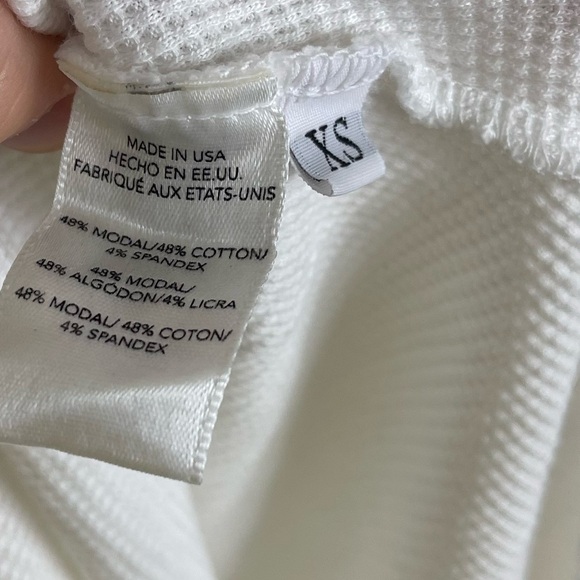 MADE IN USA
HECHO EN EE.UU.
FABRIQUÉ AUX ETATS-UNIS
48% MODAL/48% COTTON/
4% SPANDEX
48% MODAL/
48% ALGODÓN/4% LICRA
48% MODAL/48% COTON/
4% SPANDEX
XS